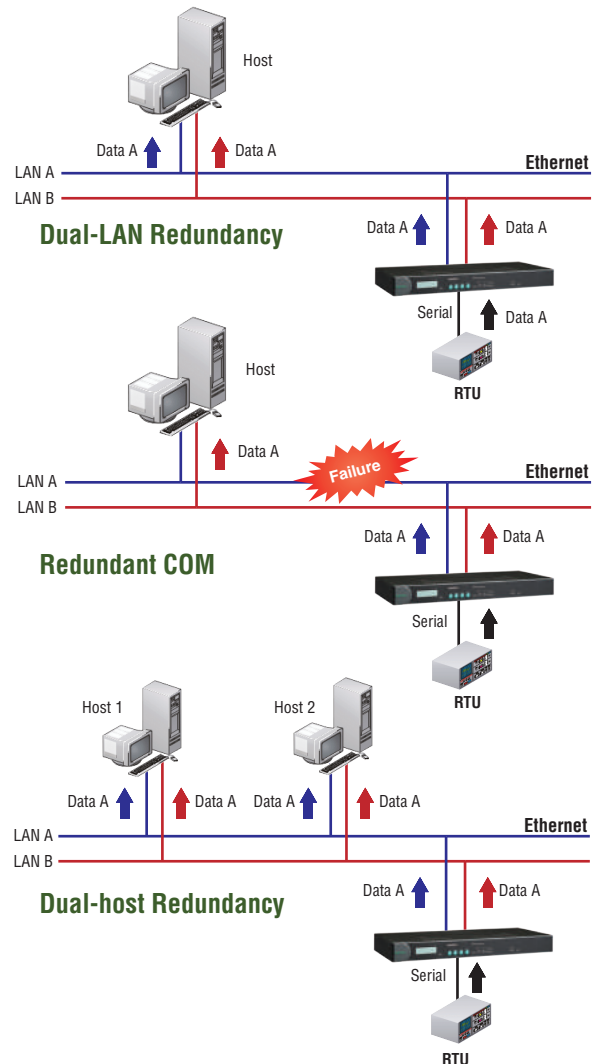 Host
Data A
Data A
LAN A
Ethernet
LAN B
Dual-LAN Redundancy
Data A
Data A
Serial
Data A
RTU
Host
Data A
Failure
LAN A
Ethernet
LAN B
Data A
Data A
Redundant COM
Serial
RTU
Host 1
Host 2
Data A
Data A
Data A
Data A
Ethernet
LAN A
LAN B
Data A
Data A
Dual-host Redundancy
Serial
RTU